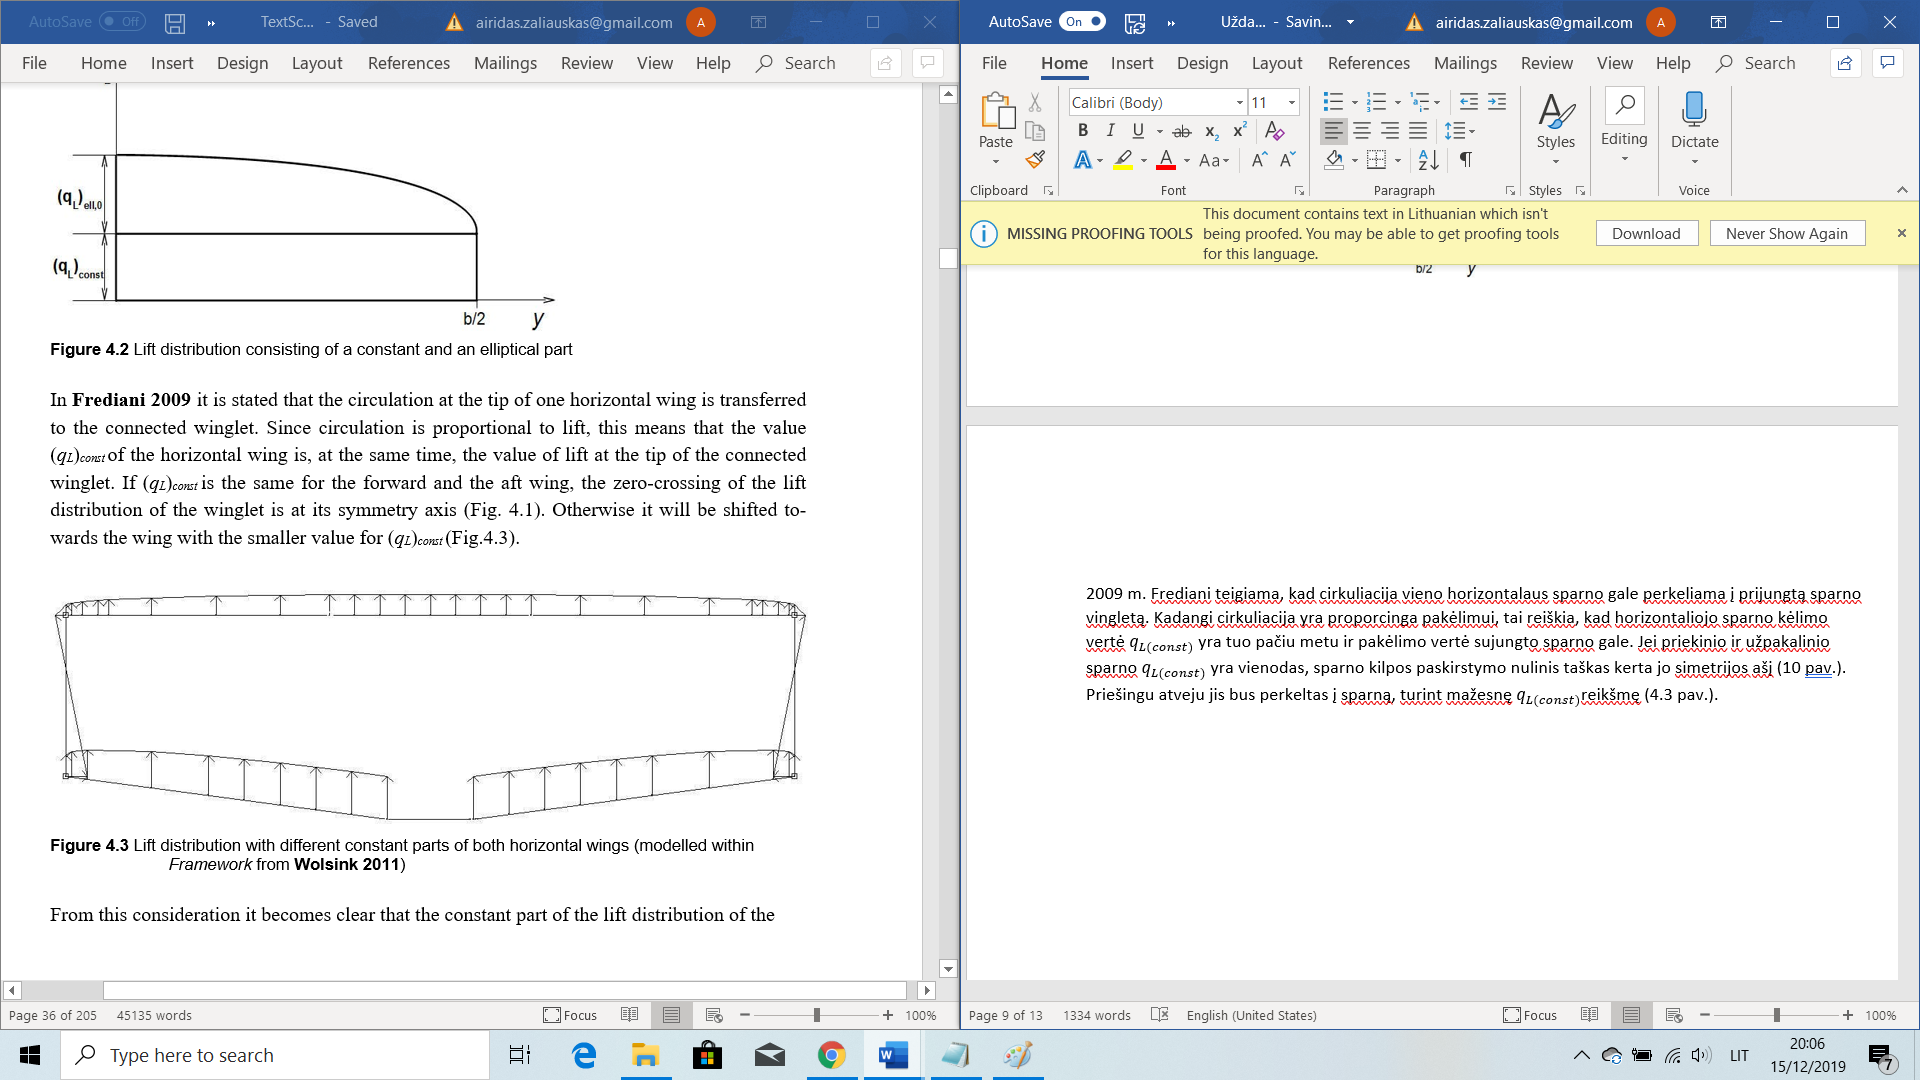 AutoSave Off TextSc... - Saved airidas.zaliauskas@gmail.com A
File Home Insert Design Layout References Mailings Review View Help Search
(qL)ell,0
(qL)const
b/2 y
Figure 4.2 Lift distribution consisting of a constant and an elliptical part
In Frediani 2009 it is stated that the circulation at the tip of one horizontal wing is transferred
to the connected winglet. Since circulation is proportional to lift, this means that the value
(qL)const of the horizontal wing is, at the same time, the value of lift at the tip of the connected
winglet. If (qL)const is the same for the forward and the aft wing, the zero-crossing of the lift
distribution of the winglet is at its symmetry axis (Fig. 4.1). Otherwise it will be shifted to-
wards the wing with the smaller value for (qL)const (Fig.4.3).
Figure 4.3 Lift distribution with different constant parts of both horizontal wings (modelled within
Framework from Wolsink 2011)
From this consideration it becomes clear that the constant part of the lift distribution of the
Page 36 of 205 45135 words Focus 100%
AutoSave On Užda... - Savin... airidas.zaliauskas@gmail.com A
File Home Insert Design Layout References Mailings Review View Help Search
Paste Calibri (Body) 11 Styles Editing Dictate
B I U ab x₂ x² A
A A Aa A A
Clipboard Font Paragraph Styles Voice
MISSING PROOFING TOOLS This document contains text in Lithuanian which isn't
being proofed. You may be able to get proofing tools
for this language.
Download Never Show Again
b/2 y
2009 m. Frediani teigiama, kad cirkuliacija vieno horizontalaus sparno gale perkeliama į prijungtą sparno
vingletą. Kadangi cirkuliacija yra proporcinga pakėlimui, tai reiškia, kad horizontaliojo sparno kėlimo
vertė qL(const) yra tuo pačiu metu ir pakėlimo vertė sujungto sparno gale. Jei priekinio ir užpakalinio
sparno qL(const) yra vienodas, sparno kilpos paskirstymo nulinis taškas kerta jo simetrijos ašį (10 pav.).
Priešingu atveju jis bus perkeltas į sparną, turint mažesnę qL(const) reikšmę (4.3 pav.).
Page 9 of 13 1334 words English (United States) Focus 100%
Type here to search
LIT 20:06
15/12/2019
7